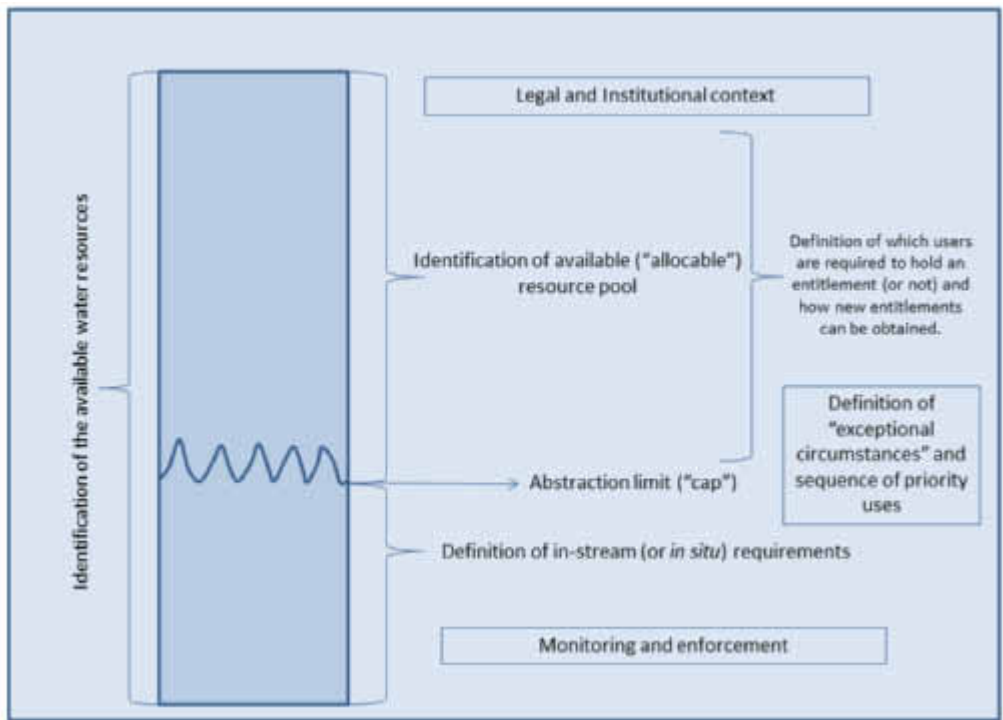 Identification of the available water resources
Legal and Institutional context
Identification of available (“allocable”)
resource pool
Definition of which users
are required to hold an
entitlement (or not) and
how new entitlements
can be obtained.
Definition of
“exceptional
circumstances” and
sequence of priority
uses
Abstraction limit (“cap”)
Definition of in-stream (or in situ) requirements
Monitoring and enforcement